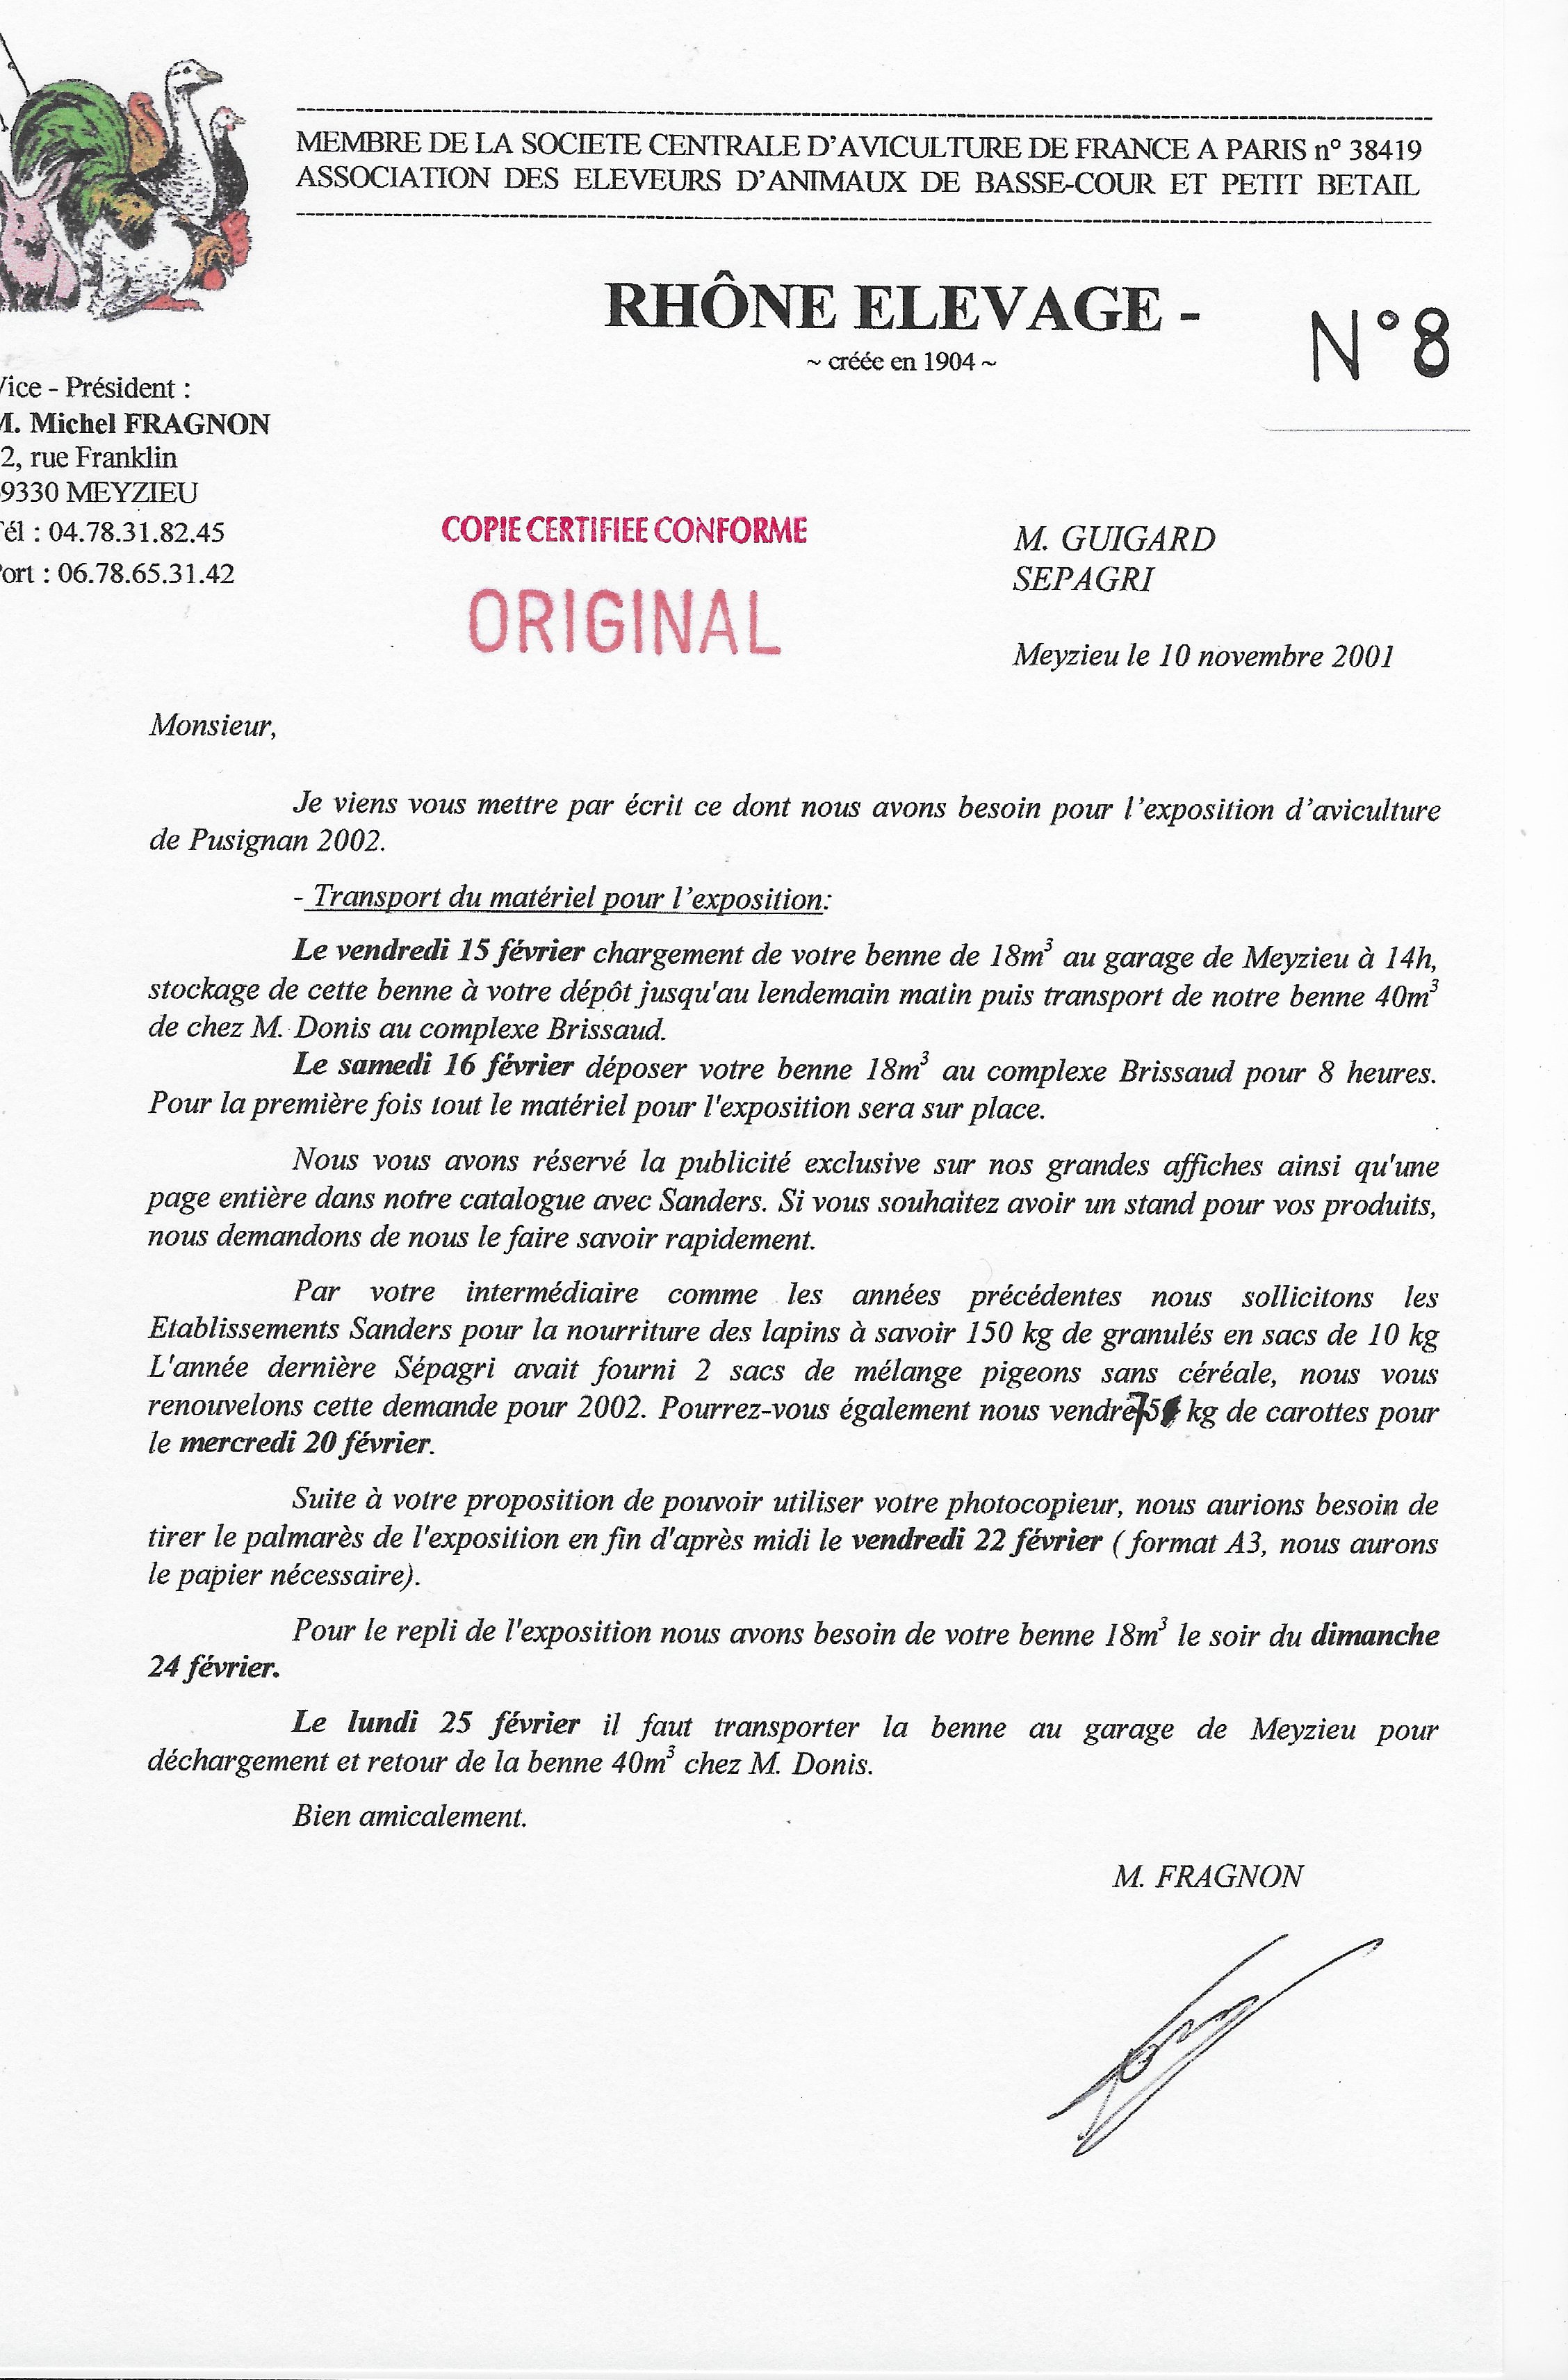 MEMBRE DE LA SOCIETE CENTRALE D'AVICULTURE DE FRANCE A PARIS n° 38419
ASSOCIATION DES ELEVEURS D'ANIMAUX DE BASSE-COUR ET PETIT BETAIL
RHÔNE ELEVAGE -
N°8
~ créée en 1904 ~
Vice - Président :
M. Michel FRAGNON
2, rue Franklin
9330 MEYZIEU
Tél : 04.78.31.82.45
Port : 06.78.65.31.42
COPIE CERTIFIEE CONFORME
ORIGINAL
M. GUIGARD
SEPAGRI
Meyzieu le 10 novembre 2001
Monsieur,
Je viens vous mettre par écrit ce dont nous avons besoin pour l'exposition d'aviculture
de Pusignan 2002.
- Transport du matériel pour l'exposition:
Le vendredi 15 février chargement de votre benne de 18m³ au garage de Meyzieu à 14h,
stockage de cette benne à votre dépôt jusqu'au lendemain matin puis transport de notre benne 40m³
de chez M. Donis au complexe Brissaud.
Le samedi 16 février déposer votre benne 18m³ au complexe Brissaud pour 8 heures.
Pour la première fois tout le matériel pour l'exposition sera sur place.
Nous vous avons réservé la publicité exclusive sur nos grandes affiches ainsi qu'une
page entière dans notre catalogue avec Sanders. Si vous souhaitez avoir un stand pour vos produits,
nous demandons de nous le faire savoir rapidement.
Par votre intermédiaire comme les années précédentes nous sollicitons les
Etablissements Sanders pour la nourriture des lapins à savoir 150 kg de granulés en sacs de 10 kg
L'année dernière Sépagri avait fourni 2 sacs de mélange pigeons sans céréale, nous vous
renouvelons cette demande pour 2002. Pourrez-vous également nous vendre 75 kg de carottes pour
le mercredi 20 février.
Suite à votre proposition de pouvoir utiliser votre photocopieur, nous aurions besoin de
tirer le palmarès de l'exposition en fin d'après midi le vendredi 22 février ( format A3, nous aurons
le papier nécessaire).
Pour le repli de l'exposition nous avons besoin de votre benne 18m³ le soir du dimanche
24 février.
Le lundi 25 février il faut transporter la benne au garage de Meyzieu pour
déchargement et retour de la benne 40m³ chez M. Donis.
Bien amicalement.
M. FRAGNON